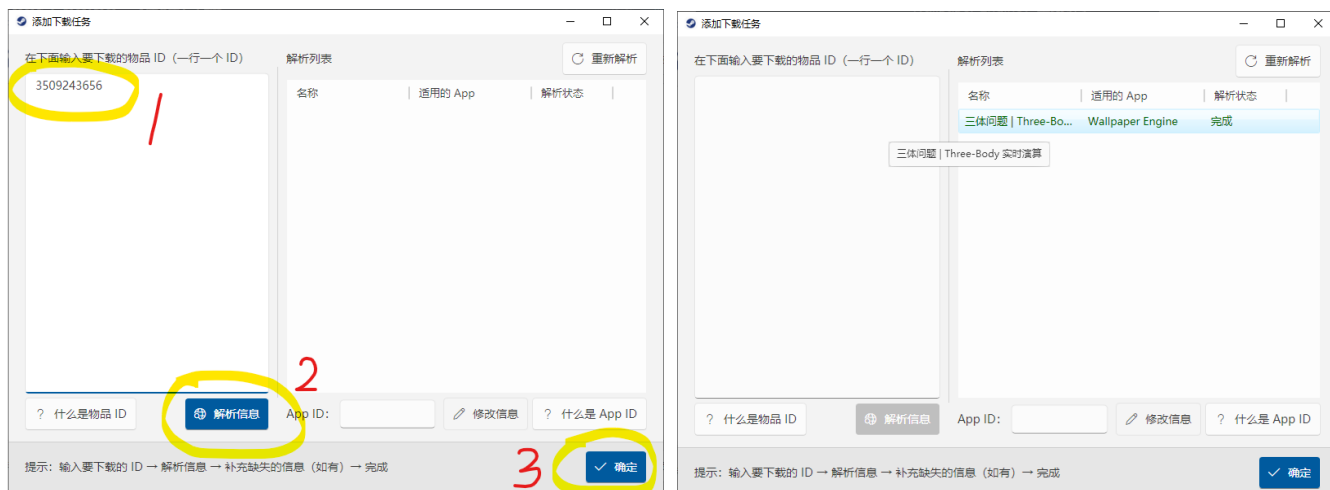 添加下载任务
在下面输入要下载的物品 ID（一行一个 ID）
解析列表
重新解析
3509243656
名称
适用的 App
解析状态
1
2
? 什么是物品 ID
解析信息
App ID:
修改信息
? 什么是 App ID
提示：输入要下载的 ID → 解析信息 → 补充缺失的信息（如有）→ 完成
3
确定
添加下载任务
在下面输入要下载的物品 ID（一行一个 ID）
解析列表
重新解析
名称
适用的 App
解析状态
三体问题 | Three-Bo...
Wallpaper Engine
完成
三体问题 | Three-Body 实时演算
? 什么是物品 ID
解析信息
App ID:
修改信息
? 什么是 App ID
提示：输入要下载的 ID → 解析信息 → 补充缺失的信息（如有）→ 完成
确定